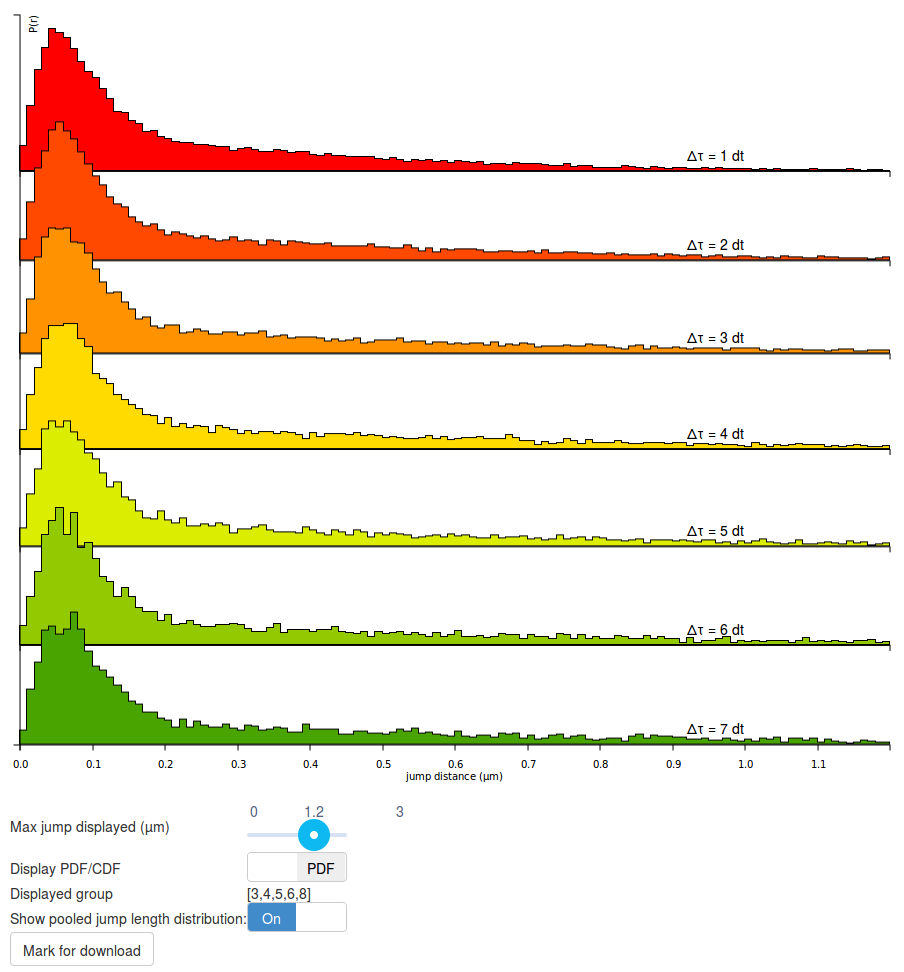 P(r)
Δτ = 1 dt
Δτ = 2 dt
Δτ = 3 dt
Δτ = 4 dt
Δτ = 5 dt
Δτ = 6 dt
Δτ = 7 dt
0.0 0.1 0.2 0.3 0.4 0.5 0.6 0.7 0.8 0.9 1.0 1.1
jump distance (μm)
0 1.2 3
Max jump displayed (μm)
Display PDF/CDF PDF
Displayed group [3,4,5,6,8]
Show pooled jump length distribution: On
Mark for download